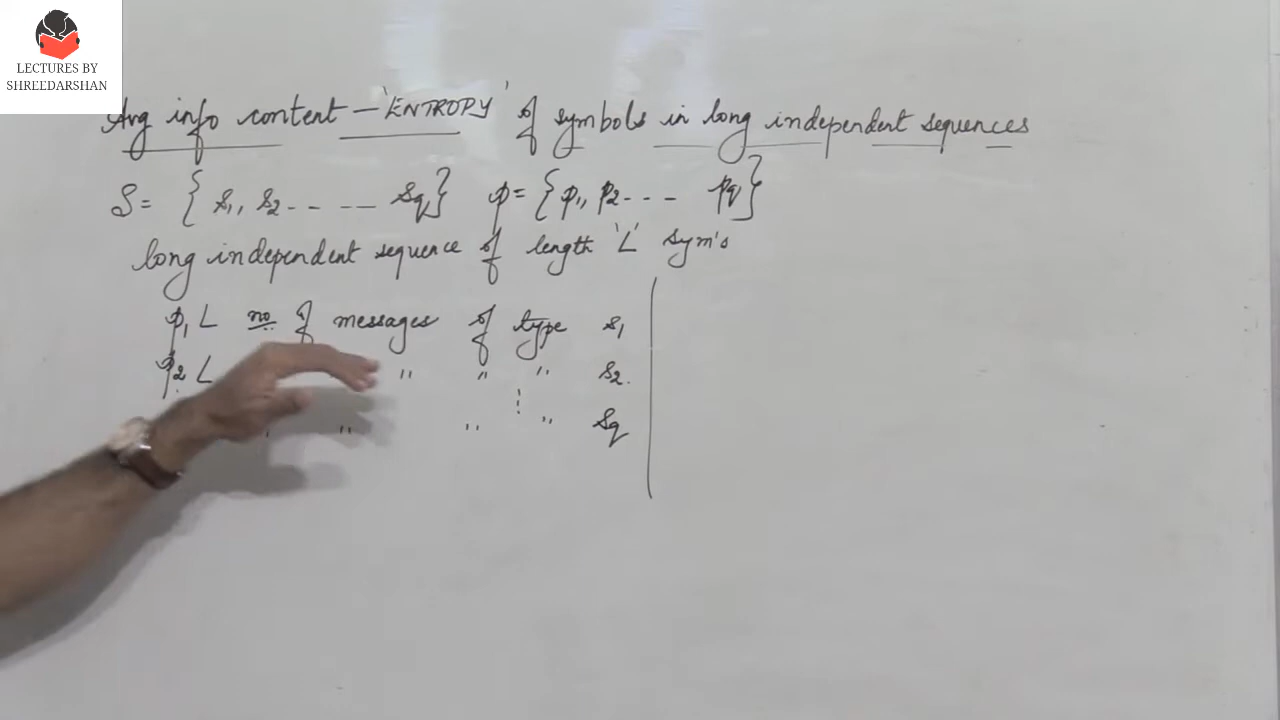 LECTURES BY
SHREEDARSHAN
Avg info content – 'ENTROPY' of symbols in long independent sequences
S = { s1, s2 - - -- -- sq } p = { p1, p2 - - - pq }
long independent sequence of length 'L' sym's
p1 L no of messages of type s1
p2 L " " " s2.
" " " " sq